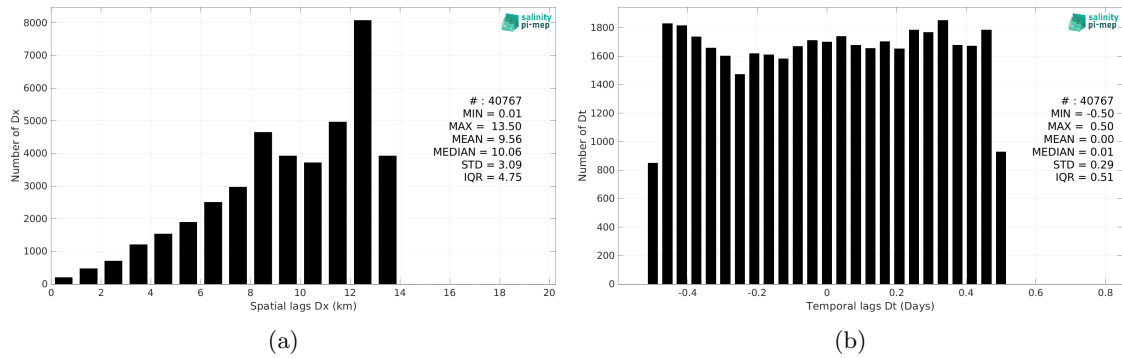 8000
7000
6000
5000
4000
3000
2000
1000
0
Number of Dx
0 2 4 6 8 10 12 14 16 18 20
Spatial lags Dx (km)
salinity
pi-mep
# : 40767
MIN = 0.01
MAX = 13.50
MEAN = 9.56
MEDIAN = 10.06
STD = 3.09
IQR = 4.75
(a)
1800
1600
1400
1200
1000
800
600
400
200
0
Number of Dt
-0.4 -0.2 0 0.2 0.4 0.6 0.8
Temporal lags Dt (Days)
salinity
pi-mep
# : 40767
MIN = -0.50
MAX = 0.50
MEAN = 0.00
MEDIAN = 0.01
STD = 0.29
IQR = 0.51
(b)